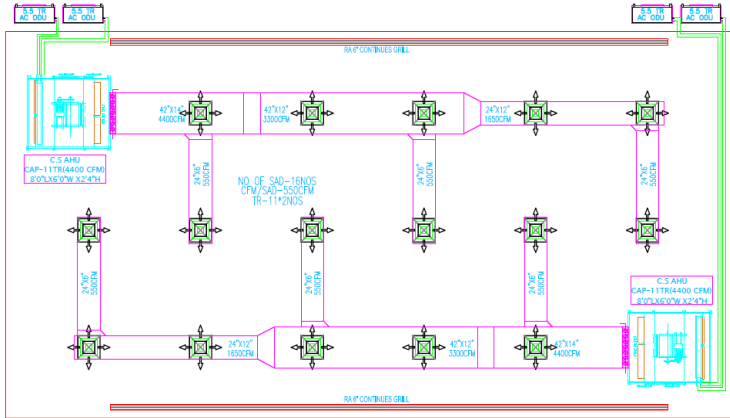 5.5 TR
AC ODU
5.5 TR
AC ODU
5.5 TR
AC ODU
5.5 TR
AC ODU
RA 6" CONTINUES GRILL
42"X14"
4400CFM
42"X12"
3300CFM
24"X12"
1650CFM
C.S AHU
CAP-11TR(4400 CFM)
8'0"LX6'0"W X2'4"H
24"X6"
550CFM
NO OF SAD-16NOS
CFM/SAD-550CFM
TR-11*2NOS
24"X6"
550CFM
24"X6"
550CFM
24"X6"
550CFM
24"X6"
550CFM
24"X6"
550CFM
C.S AHU
CAP-11TR(4400 CFM)
8'0"LX6'0"W X2'4"H
24"X12"
1650CFM
42"X12"
3300CFM
42"X14"
4400CFM
RA 6" CONTINUES GRILL